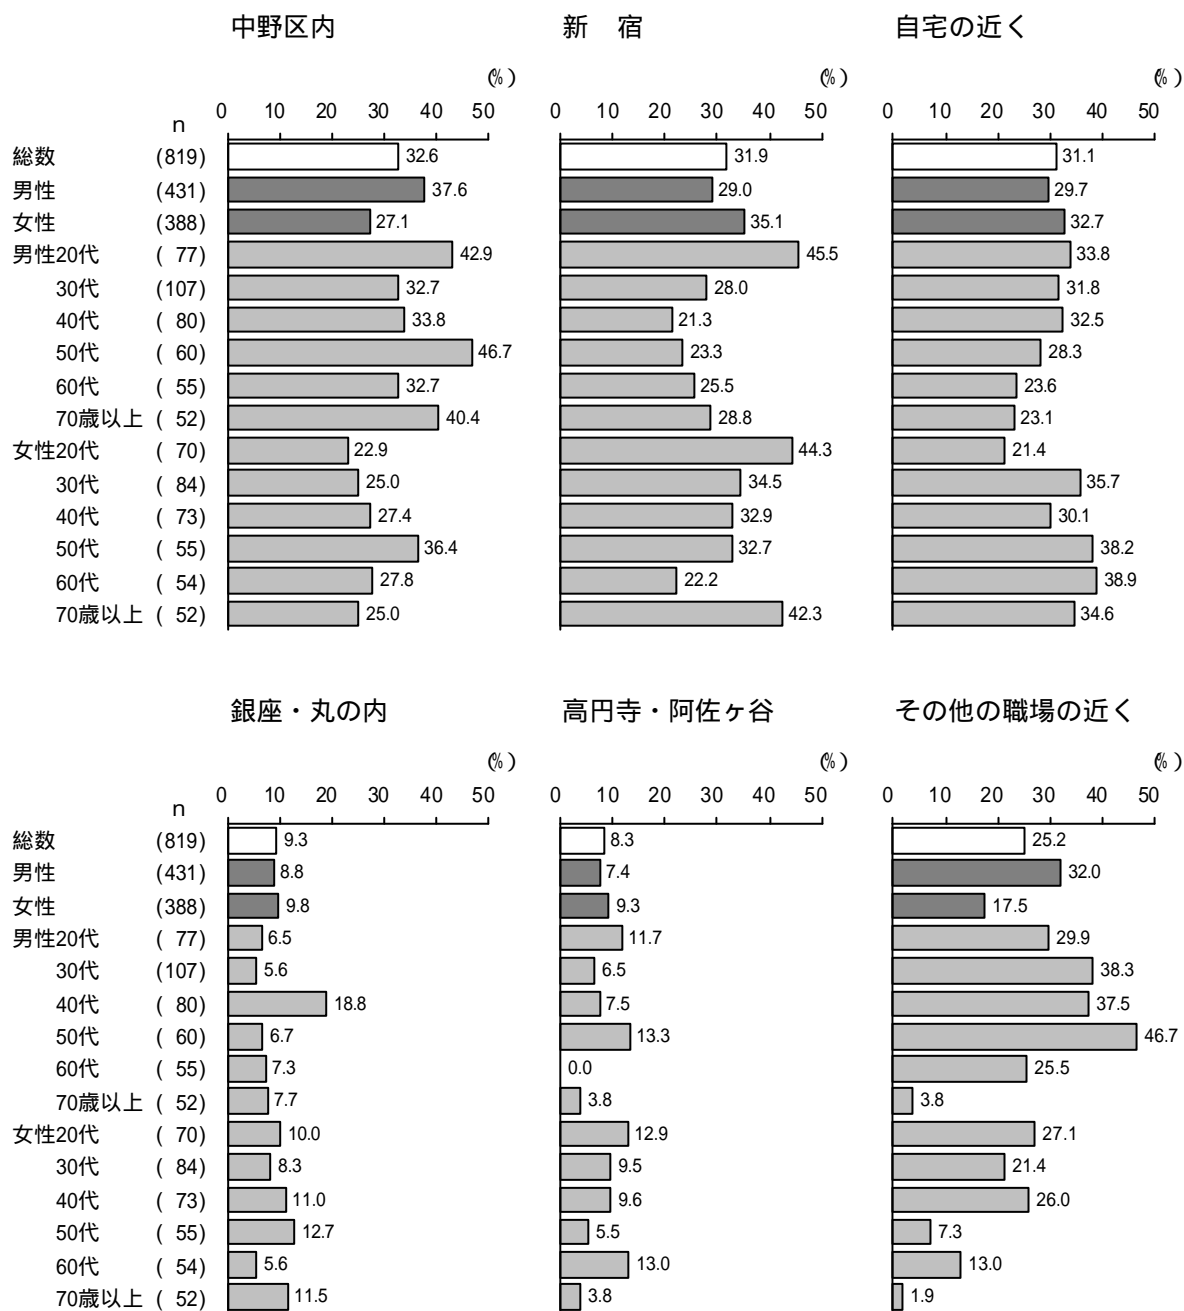 中野区内 新　宿 自宅の近く
(%) (%) (%)
0 10 20 30 40 50 0 10 20 30 40 50 0 10 20 30 40 50
n
総数 (819) 32.6 31.9 31.1
男性 (431) 37.6 29.0 29.7
女性 (388) 27.1 35.1 32.7
男性20代 ( 77) 42.9 45.5 33.8
30代 (107) 32.7 28.0 31.8
40代 ( 80) 33.8 21.3 32.5
50代 ( 60) 46.7 23.3 28.3
60代 ( 55) 32.7 25.5 23.6
70歳以上 ( 52) 40.4 28.8 23.1
女性20代 ( 70) 22.9 44.3 21.4
30代 ( 84) 25.0 34.5 35.7
40代 ( 73) 27.4 32.9 30.1
50代 ( 55) 36.4 32.7 38.2
60代 ( 54) 27.8 22.2 38.9
70歳以上 ( 52) 25.0 42.3 34.6
銀座・丸の内 高円寺・阿佐ヶ谷 その他の職場の近く
(%) (%) (%)
0 10 20 30 40 50 0 10 20 30 40 50 0 10 20 30 40 50
n
総数 (819) 9.3 8.3 25.2
男性 (431) 8.8 7.4 32.0
女性 (388) 9.8 9.3 17.5
男性20代 ( 77) 6.5 11.7 29.9
30代 (107) 5.6 6.5 38.3
40代 ( 80) 18.8 7.5 37.5
50代 ( 60) 6.7 13.3 46.7
60代 ( 55) 7.3 0.0 25.5
70歳以上 ( 52) 7.7 3.8 3.8
女性20代 ( 70) 10.0 12.9 27.1
30代 ( 84) 8.3 9.5 21.4
40代 ( 73) 11.0 9.6 26.0
50代 ( 55) 12.7 5.5 7.3
60代 ( 54) 5.6 13.0 13.0
70歳以上 ( 52) 11.5 3.8 1.9